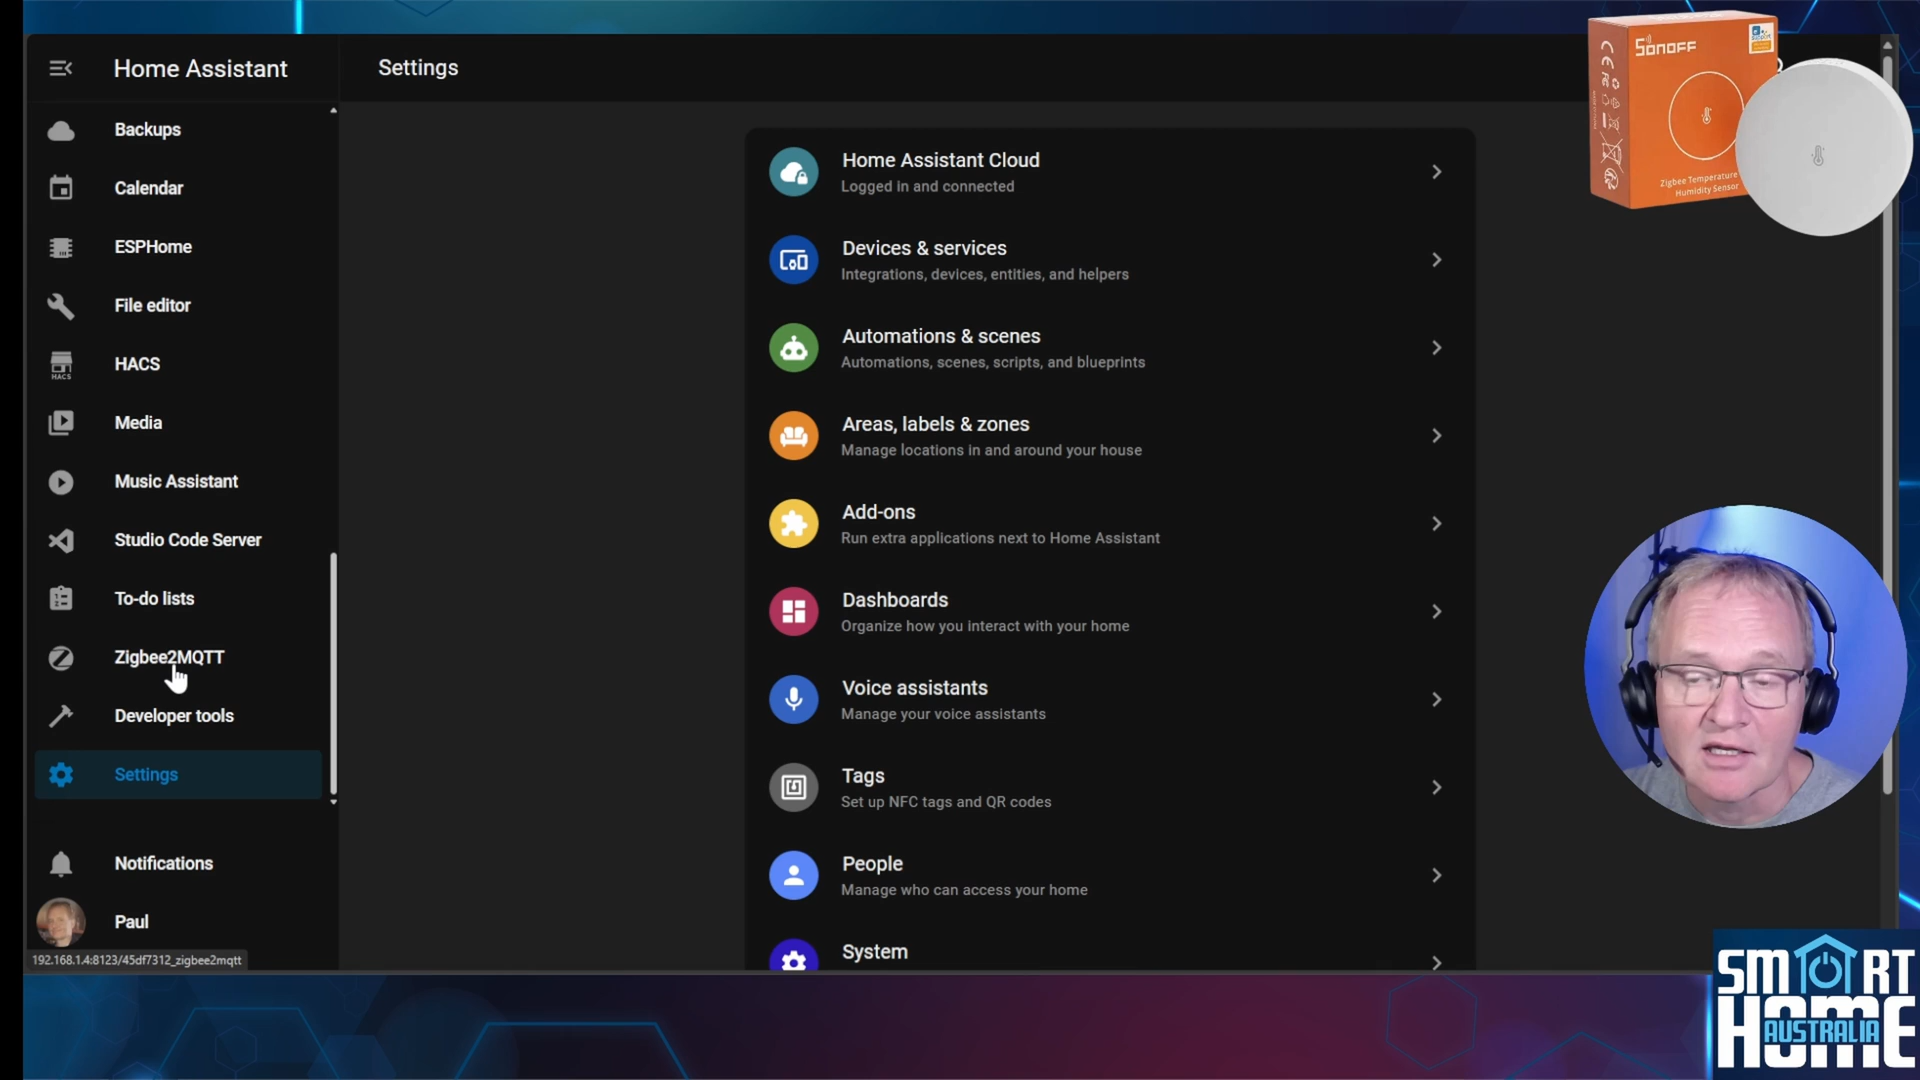 Home Assistant
Settings
Backups
Calendar
ESPHome
File editor
HACS
HACS
Media
Music Assistant
Studio Code Server
To-do lists
Zigbee2MQTT
Developer tools
Settings
Notifications
Paul
192.168.1.4:8123/45df7312_zigbee2mqtt
Home Assistant Cloud
Logged in and connected
Devices & services
Integrations, devices, entities, and helpers
Automations & scenes
Automations, scenes, scripts, and blueprints
Areas, labels & zones
Manage locations in and around your house
Add-ons
Run extra applications next to Home Assistant
Dashboards
Organize how you interact with your home
Voice assistants
Manage your voice assistants
Tags
Set up NFC tags and QR codes
People
Manage who can access your home
System
SONOFF
Zigbee Temperature
Humidity Sensor
SMART
HOME
AUSTRALIA